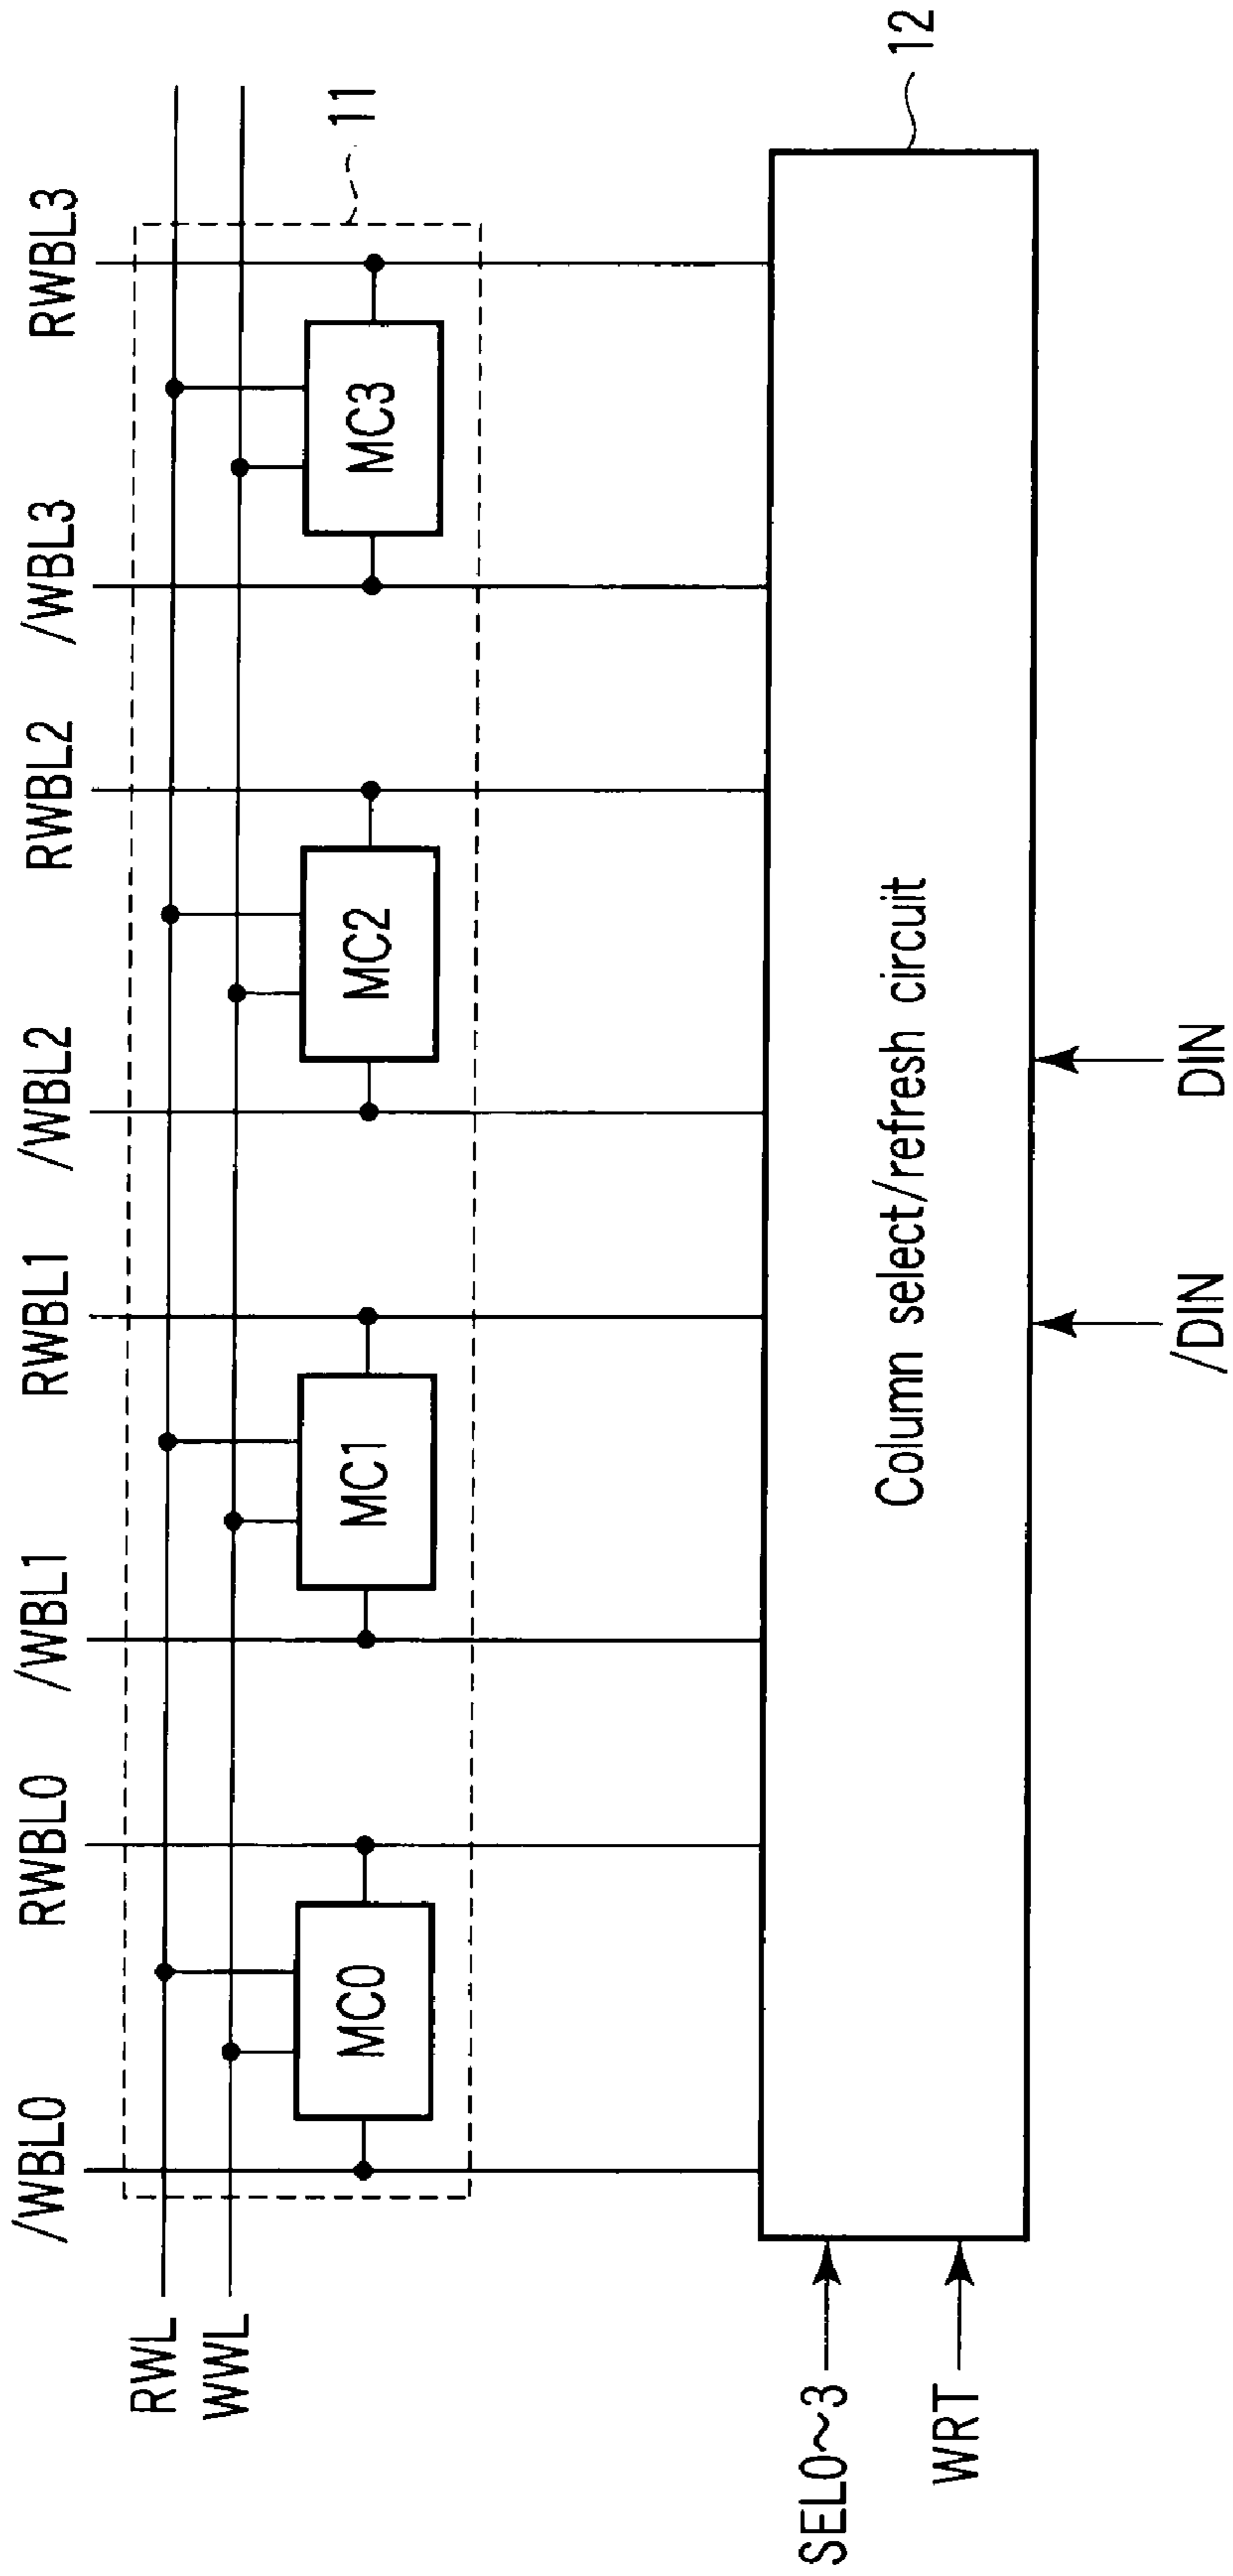 /WBL0 RWBL0 /WBL1 RWBL1 /WBL2 RWBL2 /WBL3 RWBL3
RWL
WWL
11
MC0 MC1 MC2 MC3
12
SEL0~3
Column select/refresh circuit
WRT
/DIN DIN